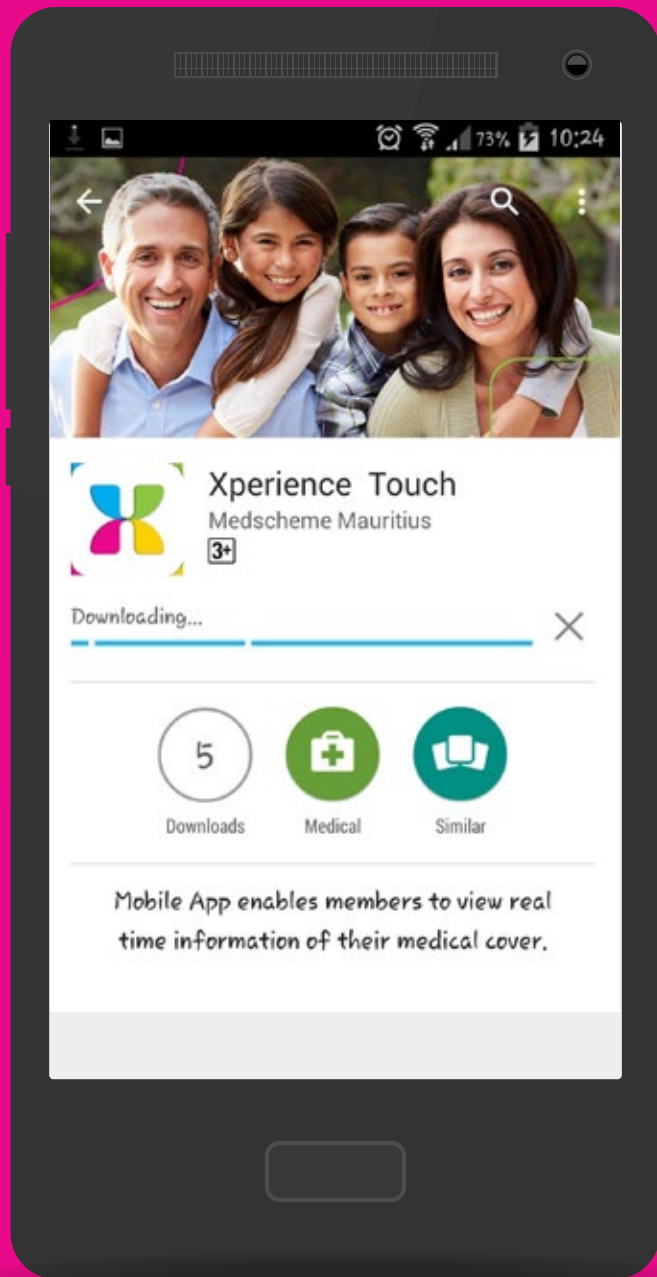 73% 10:24
Xperience Touch
Medscheme Mauritius
3+
Downloading...
5
Downloads Medical Similar
Mobile App enables members to view real
time information of their medical cover.